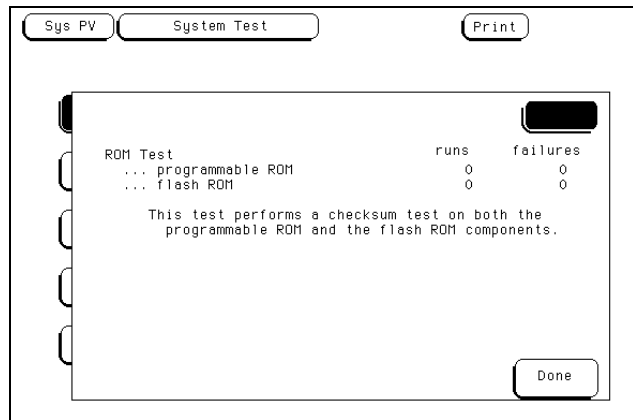 Sys PV System Test Print
runs failures
ROM Test
... programmable ROM 0 0
... flash ROM 0 0
This test performs a checksum test on both the
programmable ROM and the flash ROM components.
Done